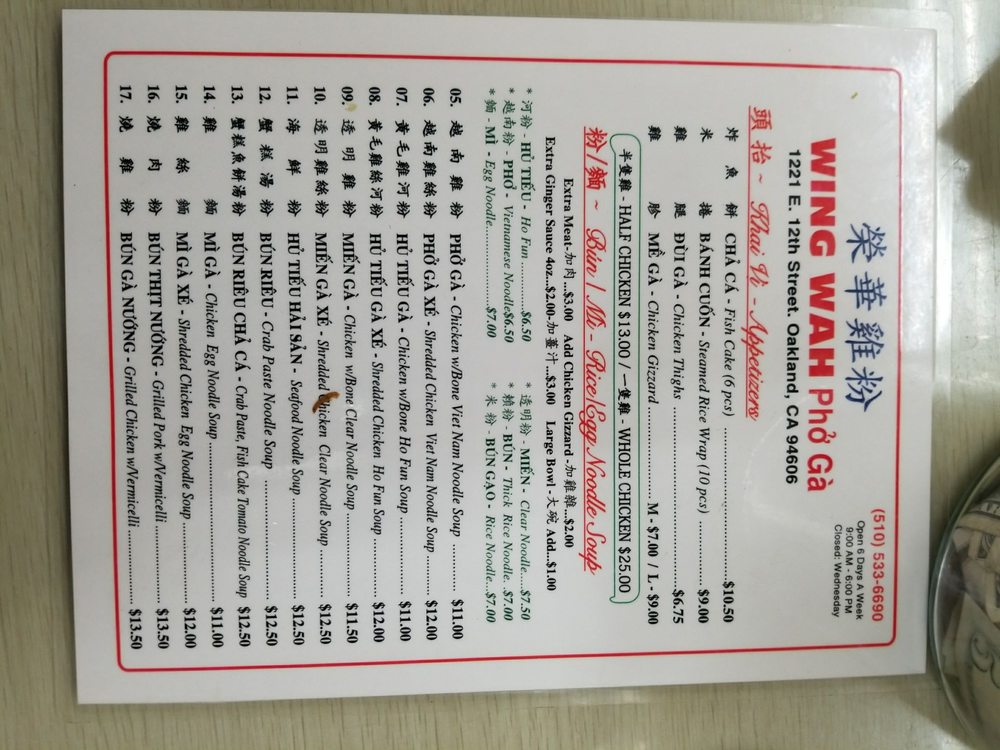 榮華雞粉
(510) 533-6690
WING WAH Phở Gà
Open 6 Days A Week
9:00 AM - 6:00 PM
Closed: Wednesday
1221 E. 12th Street. Oakland, CA 94606
頭抬 ~ Khai Vi - Appetizers
炸魚餅 CHẢ CÁ - Fish Cake (6 pcs) ........ $10.50
米捲 BÁNH CUỐN - Steamed Rice Wrap (10 pcs) ........ $9.00
雞腿 ĐÙI GÀ - Chicken Thighs ........ $6.75
雞胗 MỀ GÀ - Chicken Gizzard ........ M - $7.00 / L - $9.00
半隻雞 - HALF CHICKEN $13.00 / 一隻雞 - WHOLE CHICKEN $25.00
粉/麵 ~ Bún / Mì - Rice/Egg Noodle Soup
Extra Meat-加肉...$3.00 Add Chicken Gizzard-加雞雜...$2.00
Extra Ginger Sauce 4oz...$2.00-加薑汁...$3.00 Large Bowl -大碗 Add...$1.00
* 河粉 - HỦ TIẾU - Ho Fun ........ $6.50
* 透明粉 - MIẾN - Clear Noodle....$7.50
* 越南粉 - PHỞ - Vietnamese Noodle$6.50
* 賴粉 - BÚN - Thick Rice Noodle..$7.00
* 麵 - MÌ - Egg Noodle........$7.00
* 米粉 - BÚN GẠO - Rice Noodle..$7.00
05. 越南雞粉 PHỞ GÀ - Chicken w/Bone Viet Nam Noodle Soup ........ $11.00
06. 越南雞絲粉 PHỞ GÀ XÉ - Shredded Chicken Viet Nam Noodle Soup ........ $12.00
07. 黃毛雞河粉 HỦ TIẾU GÀ - Chicken w/Bone Ho Fun Soup ........ $11.00
08. 黃毛雞絲河粉 HỦ TIẾU GÀ XÉ - Shredded Chicken Ho Fun Soup ........ $12.00
09. 透明雞粉 MIẾN GÀ - Chicken w/Bone Clear Noodle Soup ........ $11.50
10. 透明雞絲粉 MIẾN GÀ XÉ - Shredded Chicken Clear Noodle Soup ........ $12.50
11. 海鮮粉 HỦ TIẾU HẢI SẢN - Seafood Noodle Soup ........ $12.50
12. 蟹糕湯粉 BÚN RIÊU - Crab Paste Noodle Soup ........ $12.50
13. 蟹糕魚餅湯粉 BÚN RIÊU CHẢ CÁ - Crab Paste, Fish Cake Tomato Noodle Soup $12.50
14. 雞麵 MÌ GÀ - Chicken Egg Noodle Soup ........ $11.00
15. 雞絲麵 MÌ GÀ XÉ - Shredded Chicken Egg Noodle Soup ........ $12.00
16. 燒肉粉 BÚN THỊT NƯỚNG - Grilled Pork w/Vermicelli ........ $13.50
17. 燒雞粉 BÚN GÀ NƯỚNG - Grilled Chicken w/Vermicelli ........ $13.50